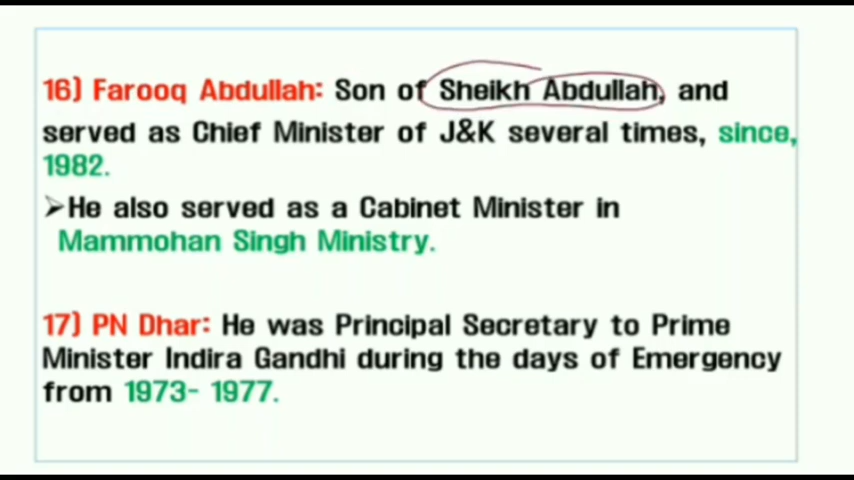 16) Farooq Abdullah: Son of Sheikh Abdullah, and
served as Chief Minister of J&K several times, since,
1982.
➢He also served as a Cabinet Minister in
Mammohan Singh Ministry.
17) PN Dhar: He was Principal Secretary to Prime
Minister Indira Gandhi during the days of Emergency
from 1973- 1977.